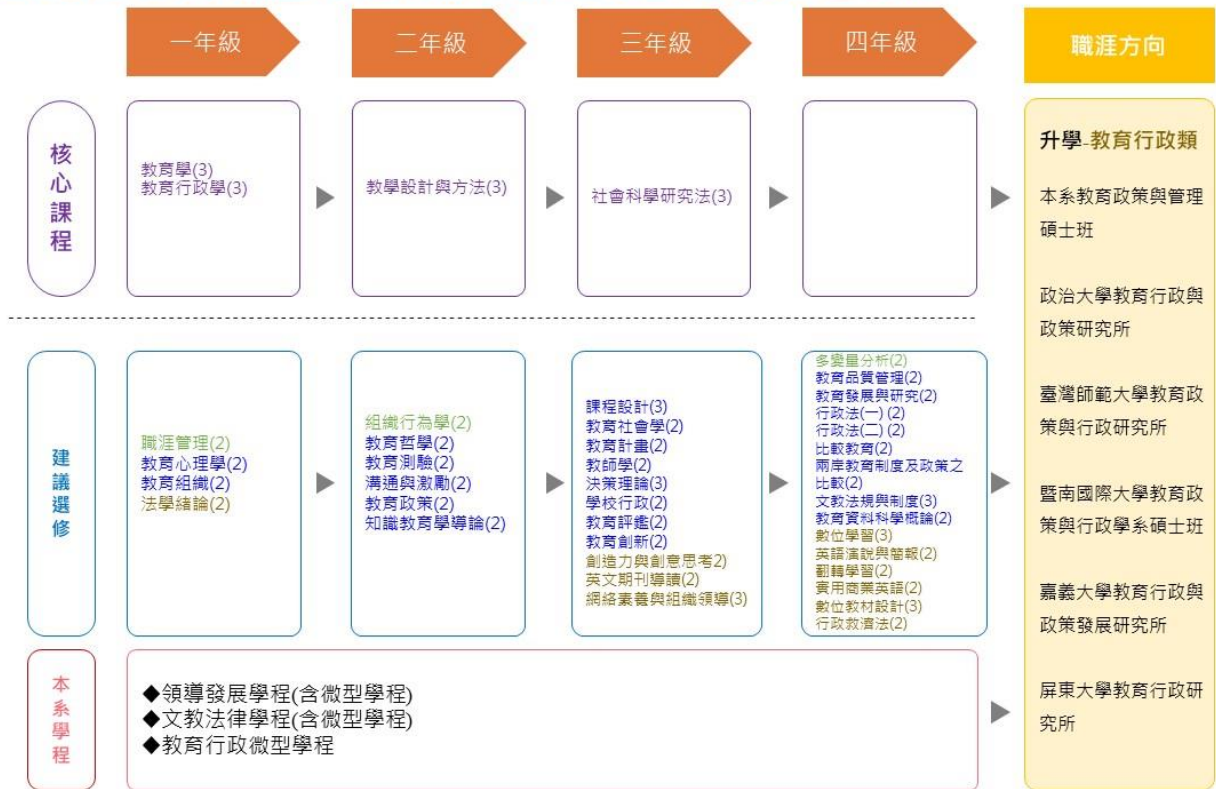 一年級
二年級
三年級
四年級
職涯方向
核
心
課
程
教育學(3)
教育行政學(3)
教學設計與方法(3)
社會科學研究法(3)
建
議
選
修
職涯管理(2)
教育心理學(2)
教育組織(2)
法學緒論(2)
組織行為學(2)
教育哲學(2)
教育測驗(2)
溝通與激勵(2)
教育政策(2)
知識教育學導論(2)
課程設計(3)
教育社會學(2)
教育計畫(2)
教師學(2)
決策理論(3)
學校行政(2)
教育評鑑(2)
教育創新(2)
創造力與創意思考2)
英文期刊導讀(2)
網絡素養與組織領導(3)
多變量分析(2)
教育品質管理(2)
教育發展與研究(2)
行政法(一) (2)
行政法(二) (2)
比較教育(2)
兩岸教育制度及政策之
比較(2)
文教法規與制度(3)
教育資料科學概論(2)
數位學習(3)
英語演說與簡報(2)
翻轉學習(2)
實用商業英語(2)
數位教材設計(3)
行政救濟法(2)
本
系
學
程
◆領導發展學程(含微型學程)
◆文教法律學程(含微型學程)
◆教育行政微型學程
升學-教育行政類
本系教育政策與管理
碩士班
政治大學教育行政與
政策研究所
臺灣師範大學教育政
策與行政研究所
暨南國際大學教育政
策與行政學系碩士班
嘉義大學教育行政與
政策發展研究所
屏東大學教育行政研
究所